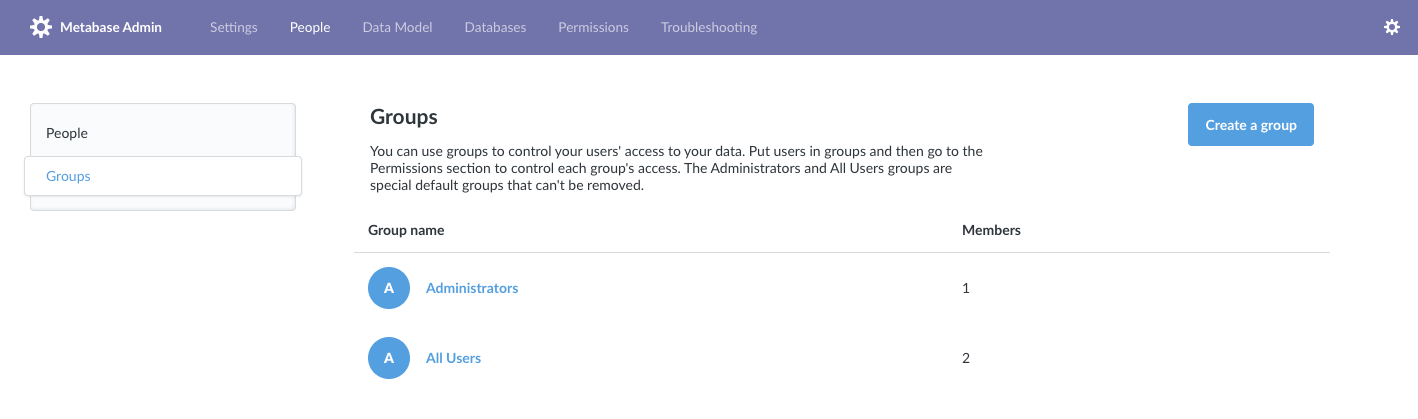 Metabase Admin Settings People Data Model Databases Permissions Troubleshooting
People
Groups
Groups
Create a group
You can use groups to control your users' access to your data. Put users in groups and then go to the
Permissions section to control each group's access. The Administrators and All Users groups are
special default groups that can't be removed.
Group name Members
A Administrators 1
A All Users 2